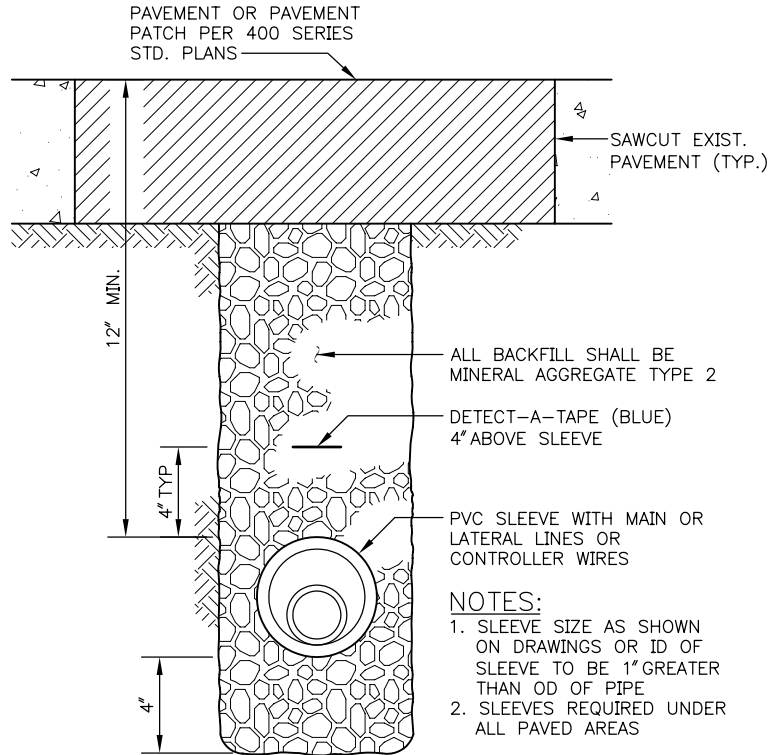 PAVEMENT OR PAVEMENT
PATCH PER 400 SERIES
STD. PLANS
SAWCUT EXIST.
PAVEMENT (TYP.)
12" MIN.
ALL BACKFILL SHALL BE
MINERAL AGGREGATE TYPE 2
DETECT-A-TAPE (BLUE)
4" ABOVE SLEEVE
4" TYP
PVC SLEEVE WITH MAIN OR
LATERAL LINES OR
CONTROLLER WIRES
4"
NOTES:
1. SLEEVE SIZE AS SHOWN
ON DRAWINGS OR ID OF
SLEEVE TO BE 1" GREATER
THAN OD OF PIPE
2. SLEEVES REQUIRED UNDER
ALL PAVED AREAS